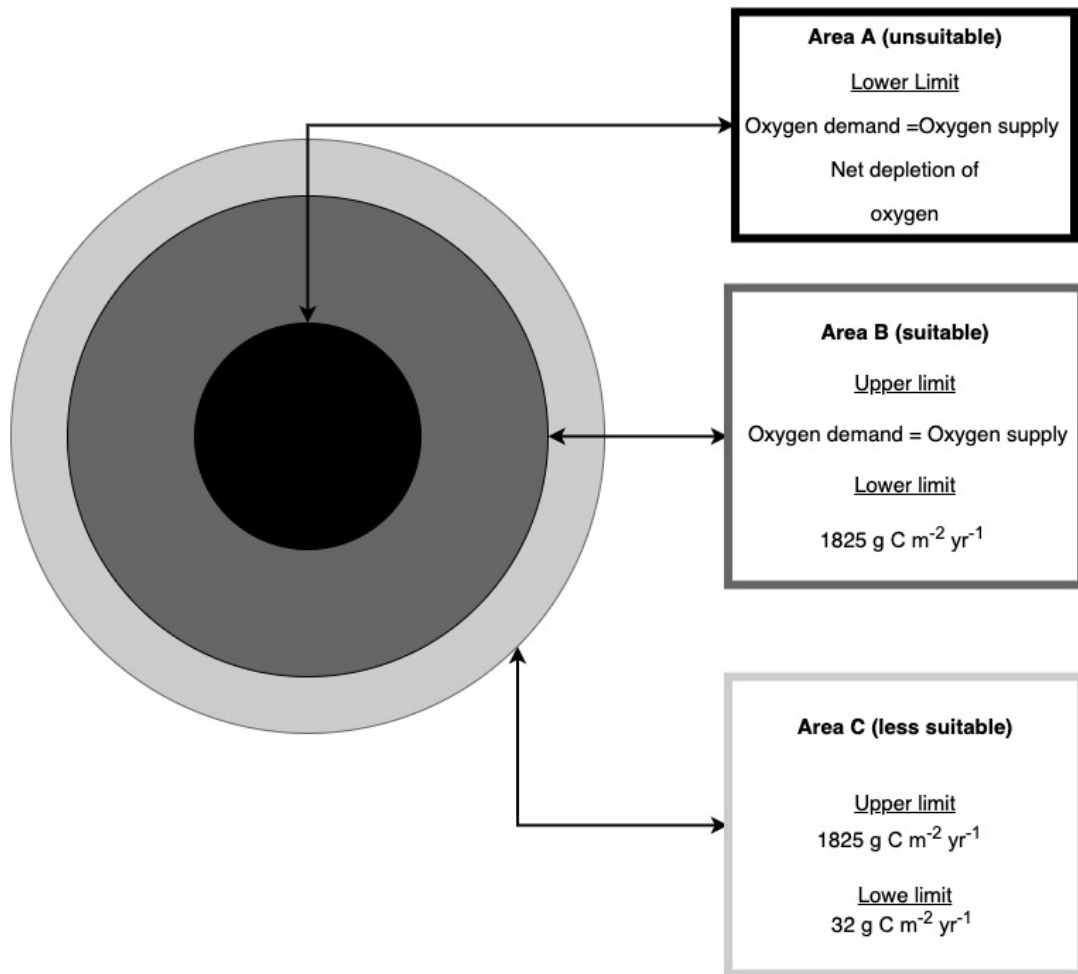 Area A (unsuitable)
Lower Limit
Oxygen demand =Oxygen supply
Net depletion of
oxygen
Area B (suitable)
Upper limit
Oxygen demand = Oxygen supply
Lower limit
1825 g C m⁻² yr⁻¹
Area C (less suitable)
Upper limit
1825 g C m⁻² yr⁻¹
Lowe limit
32 g C m⁻² yr⁻¹